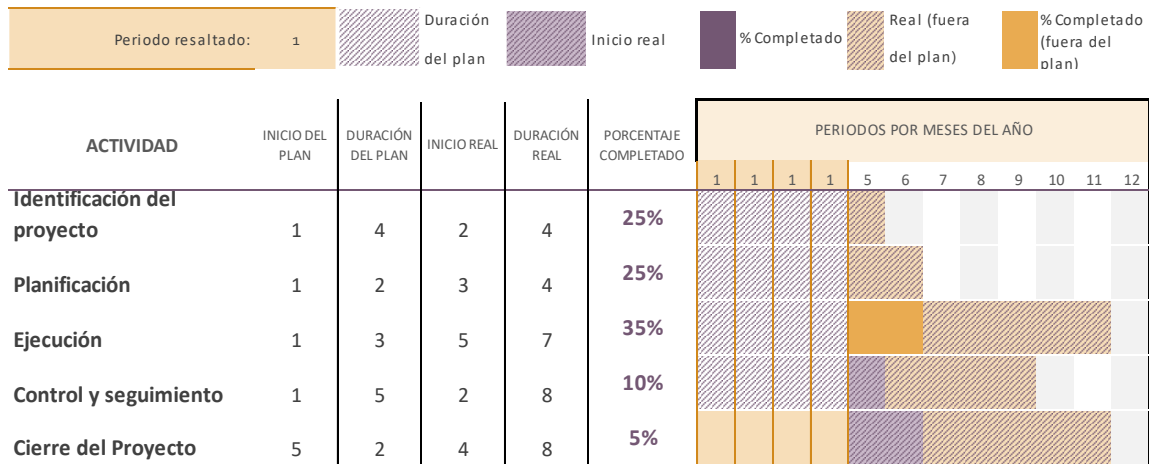 Periodo resaltado: 1
Duración
del plan
Inicio real
% Completado
Real (fuera
del plan)
% Completado
(fuera del
plan)
ACTIVIDAD
INICIO DEL
PLAN
DURACIÓN
DEL PLAN
INICIO REAL
DURACIÓN
REAL
PORCENTAJE
COMPLETADO
PERIODOS POR MESES DEL AÑO
1 1 1 1 5 6 7 8 9 10 11 12
Identificación del
proyecto 1 4 2 4 25%
Planificación 1 2 3 4 25%
Ejecución 1 3 5 7 35%
Control y seguimiento 1 5 2 8 10%
Cierre del Proyecto 5 2 4 8 5%